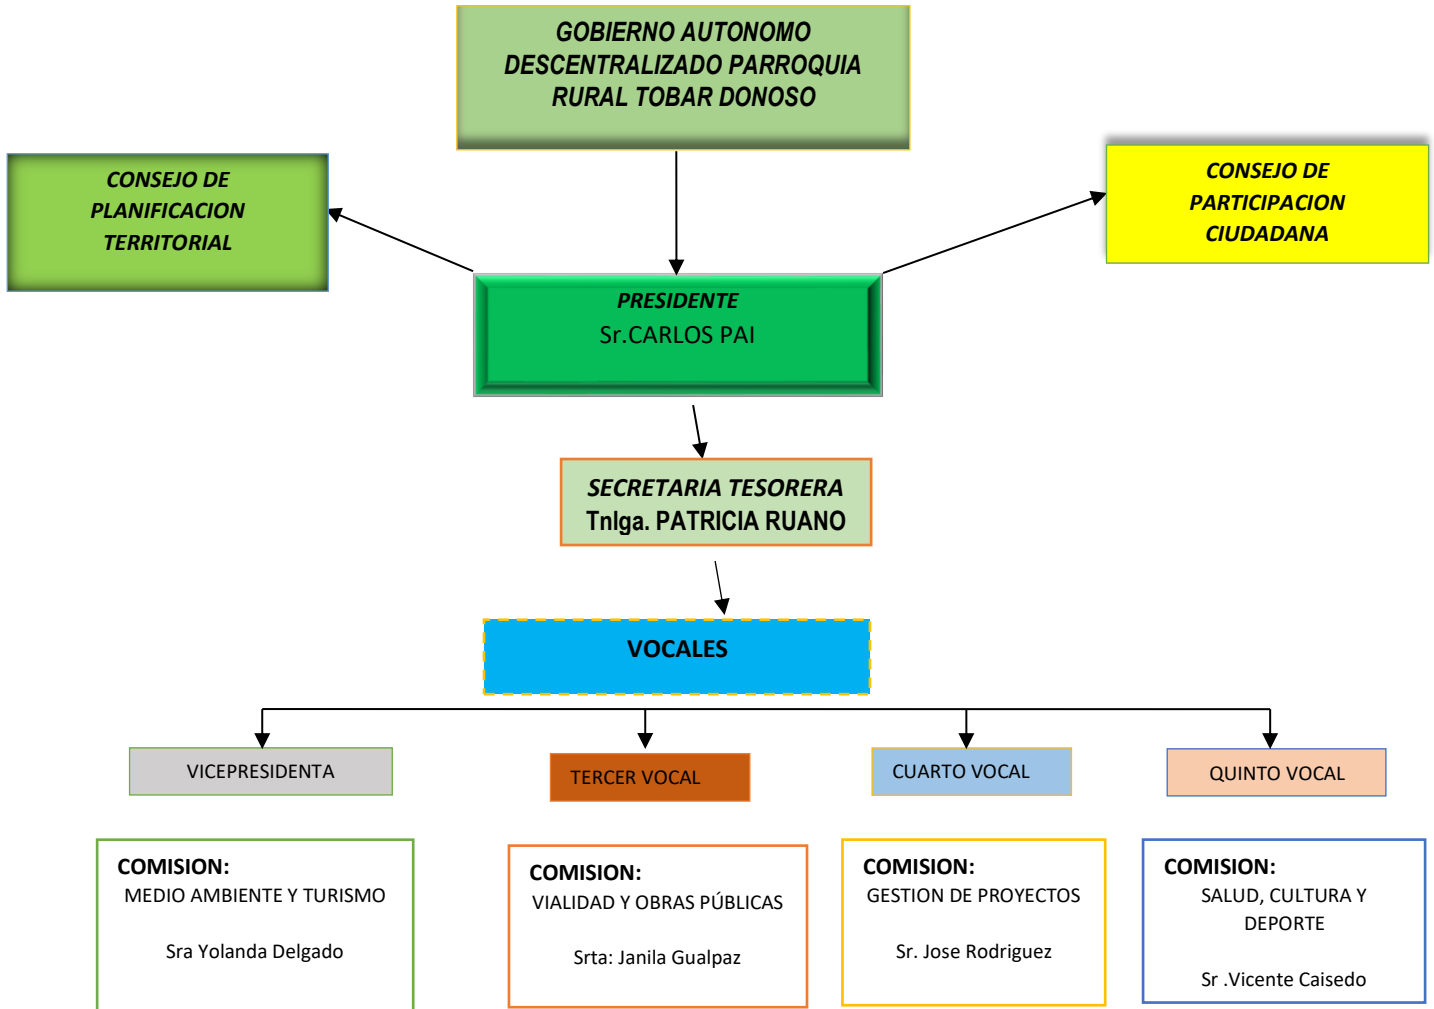 GOBIERNO AUTONOMO
DESCENTRALIZADO PARROQUIA
RURAL TOBAR DONOSO
CONSEJO DE
PLANIFICACION
TERRITORIAL
CONSEJO DE
PARTICIPACION
CIUDADANA
PRESIDENTE
Sr.CARLOS PAI
SECRETARIA TESORERA
Tnlga. PATRICIA RUANO
VOCALES
VICEPRESIDENTA
TERCER VOCAL
CUARTO VOCAL
QUINTO VOCAL
COMISION:
MEDIO AMBIENTE Y TURISMO
Sra Yolanda Delgado
COMISION:
VIALIDAD Y OBRAS PÚBLICAS
Srta: Janila Gualpaz
COMISION:
GESTION DE PROYECTOS
Sr. Jose Rodriguez
COMISION:
SALUD, CULTURA Y
DEPORTE
Sr .Vicente Caisedo